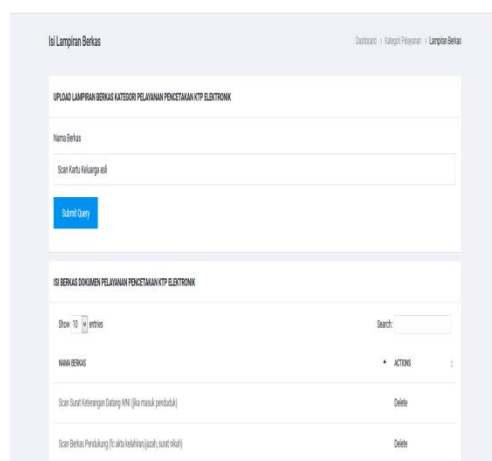 Isi Lampiran Berkas
Dashboard > Kategori Pelayanan > Lampiran Berkas
UPLOAD LAMPIRAN BERKAS KATEGORI PELAYANAN PENCETAKAN KTP ELEKTRONIK
Nama Berkas
Scan Kartu Keluarga asli
Submit Query
ISI BERKAS DOKUMEN PELAYANAN PENCETAKAN KTP ELEKTRONIK
Show 10 entries Search:
NAMA BERKAS ACTIONS
Scan Surat Keterangan Datang WNI (jika masuk penduduk) Delete
Scan Berkas Pendukung (fc akta kelahiran,ijazah, surat nikah) Delete